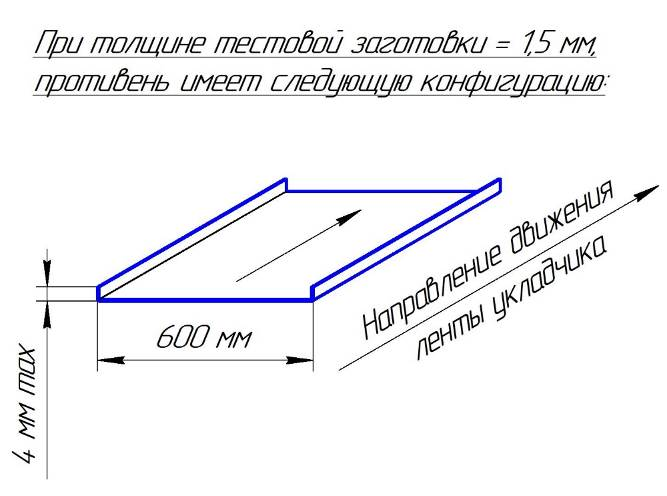 При толщине тестовой заготовки = 1,5 мм,
противень имеет следующую конфигурацию:
Направление движения
ленты укладчика
600 мм
4 мм max